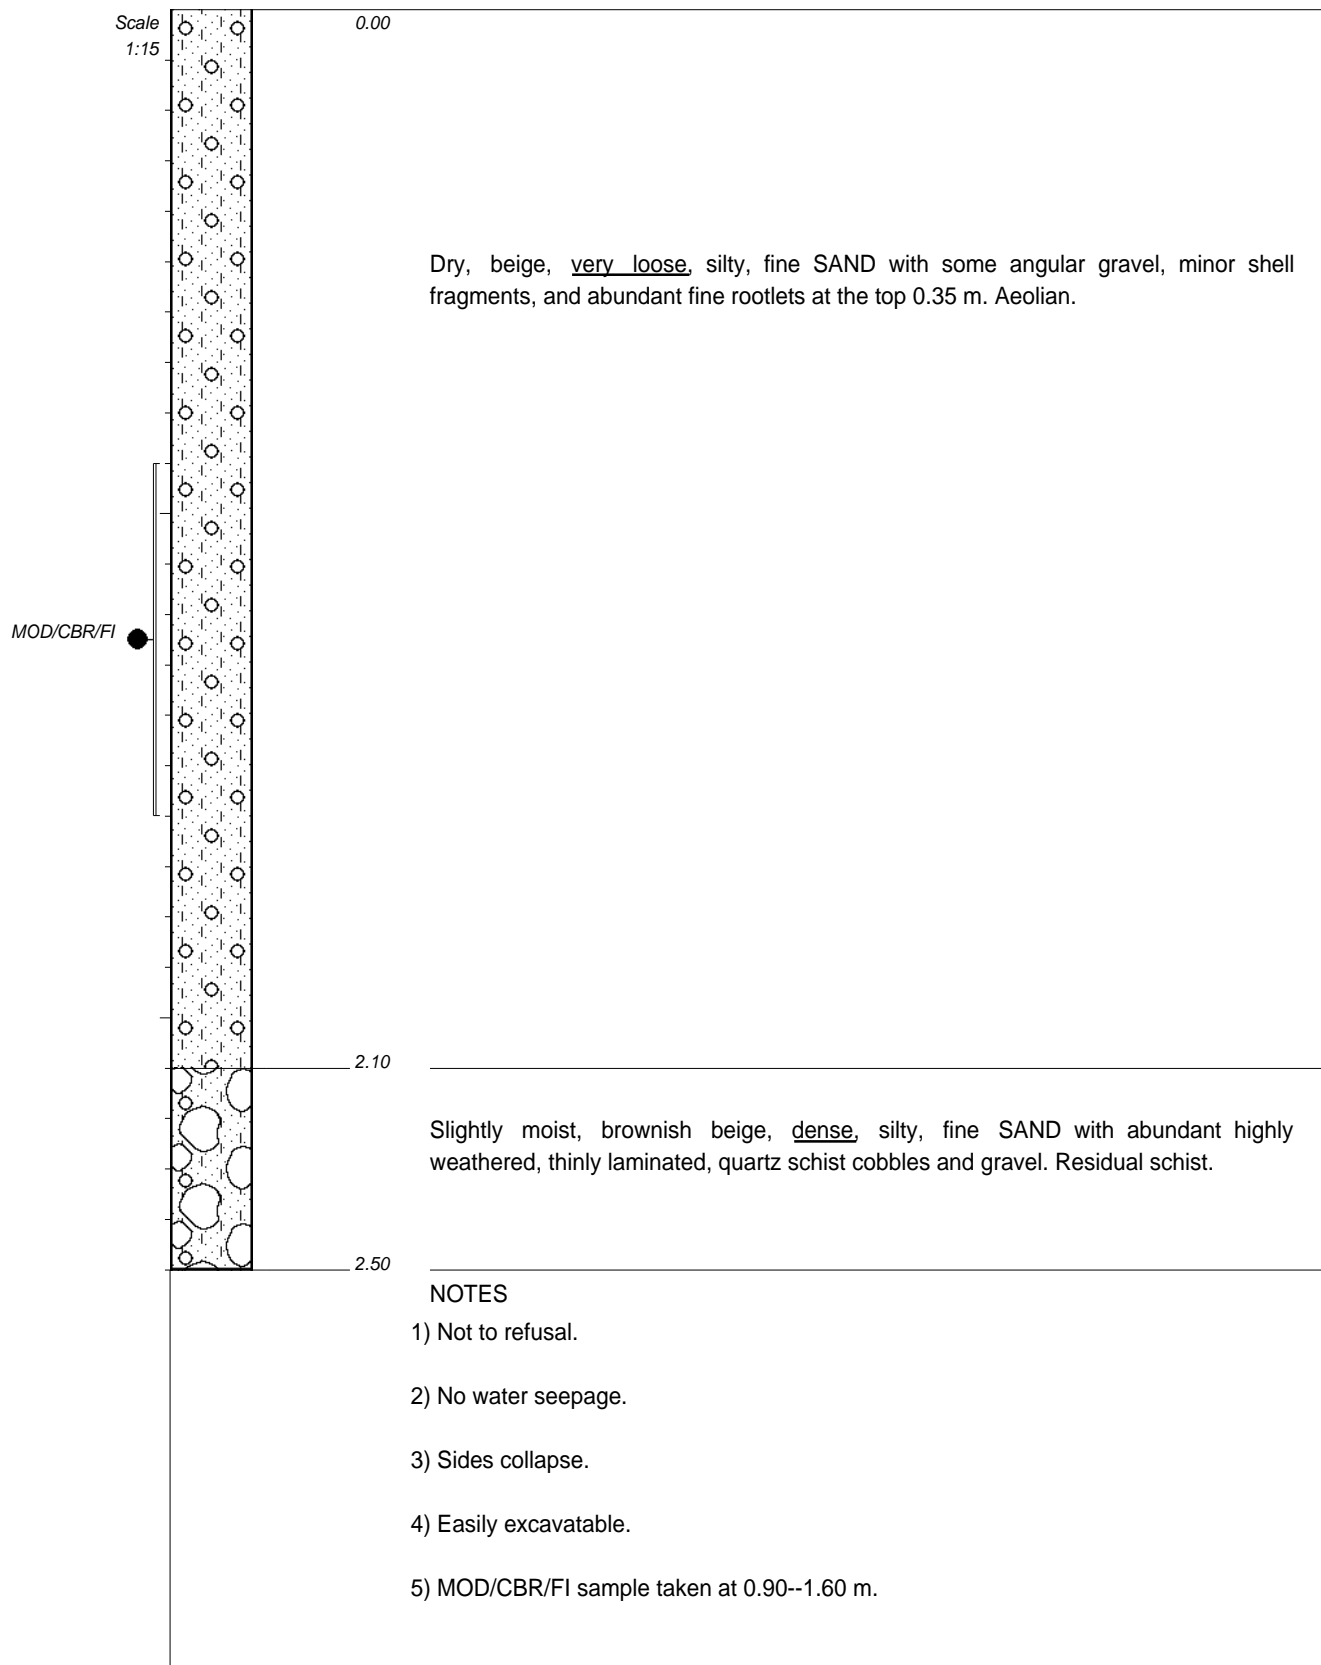 Scale
1:15
0.00
Dry, beige, very loose, silty, fine SAND with some angular gravel, minor shell
fragments, and abundant fine rootlets at the top 0.35 m. Aeolian.
MOD/CBR/FI
2.10
Slightly moist, brownish beige, dense, silty, fine SAND with abundant highly
weathered, thinly laminated, quartz schist cobbles and gravel. Residual schist.
2.50
NOTES
1) Not to refusal.
2) No water seepage.
3) Sides collapse.
4) Easily excavatable.
5) MOD/CBR/FI sample taken at 0.90--1.60 m.